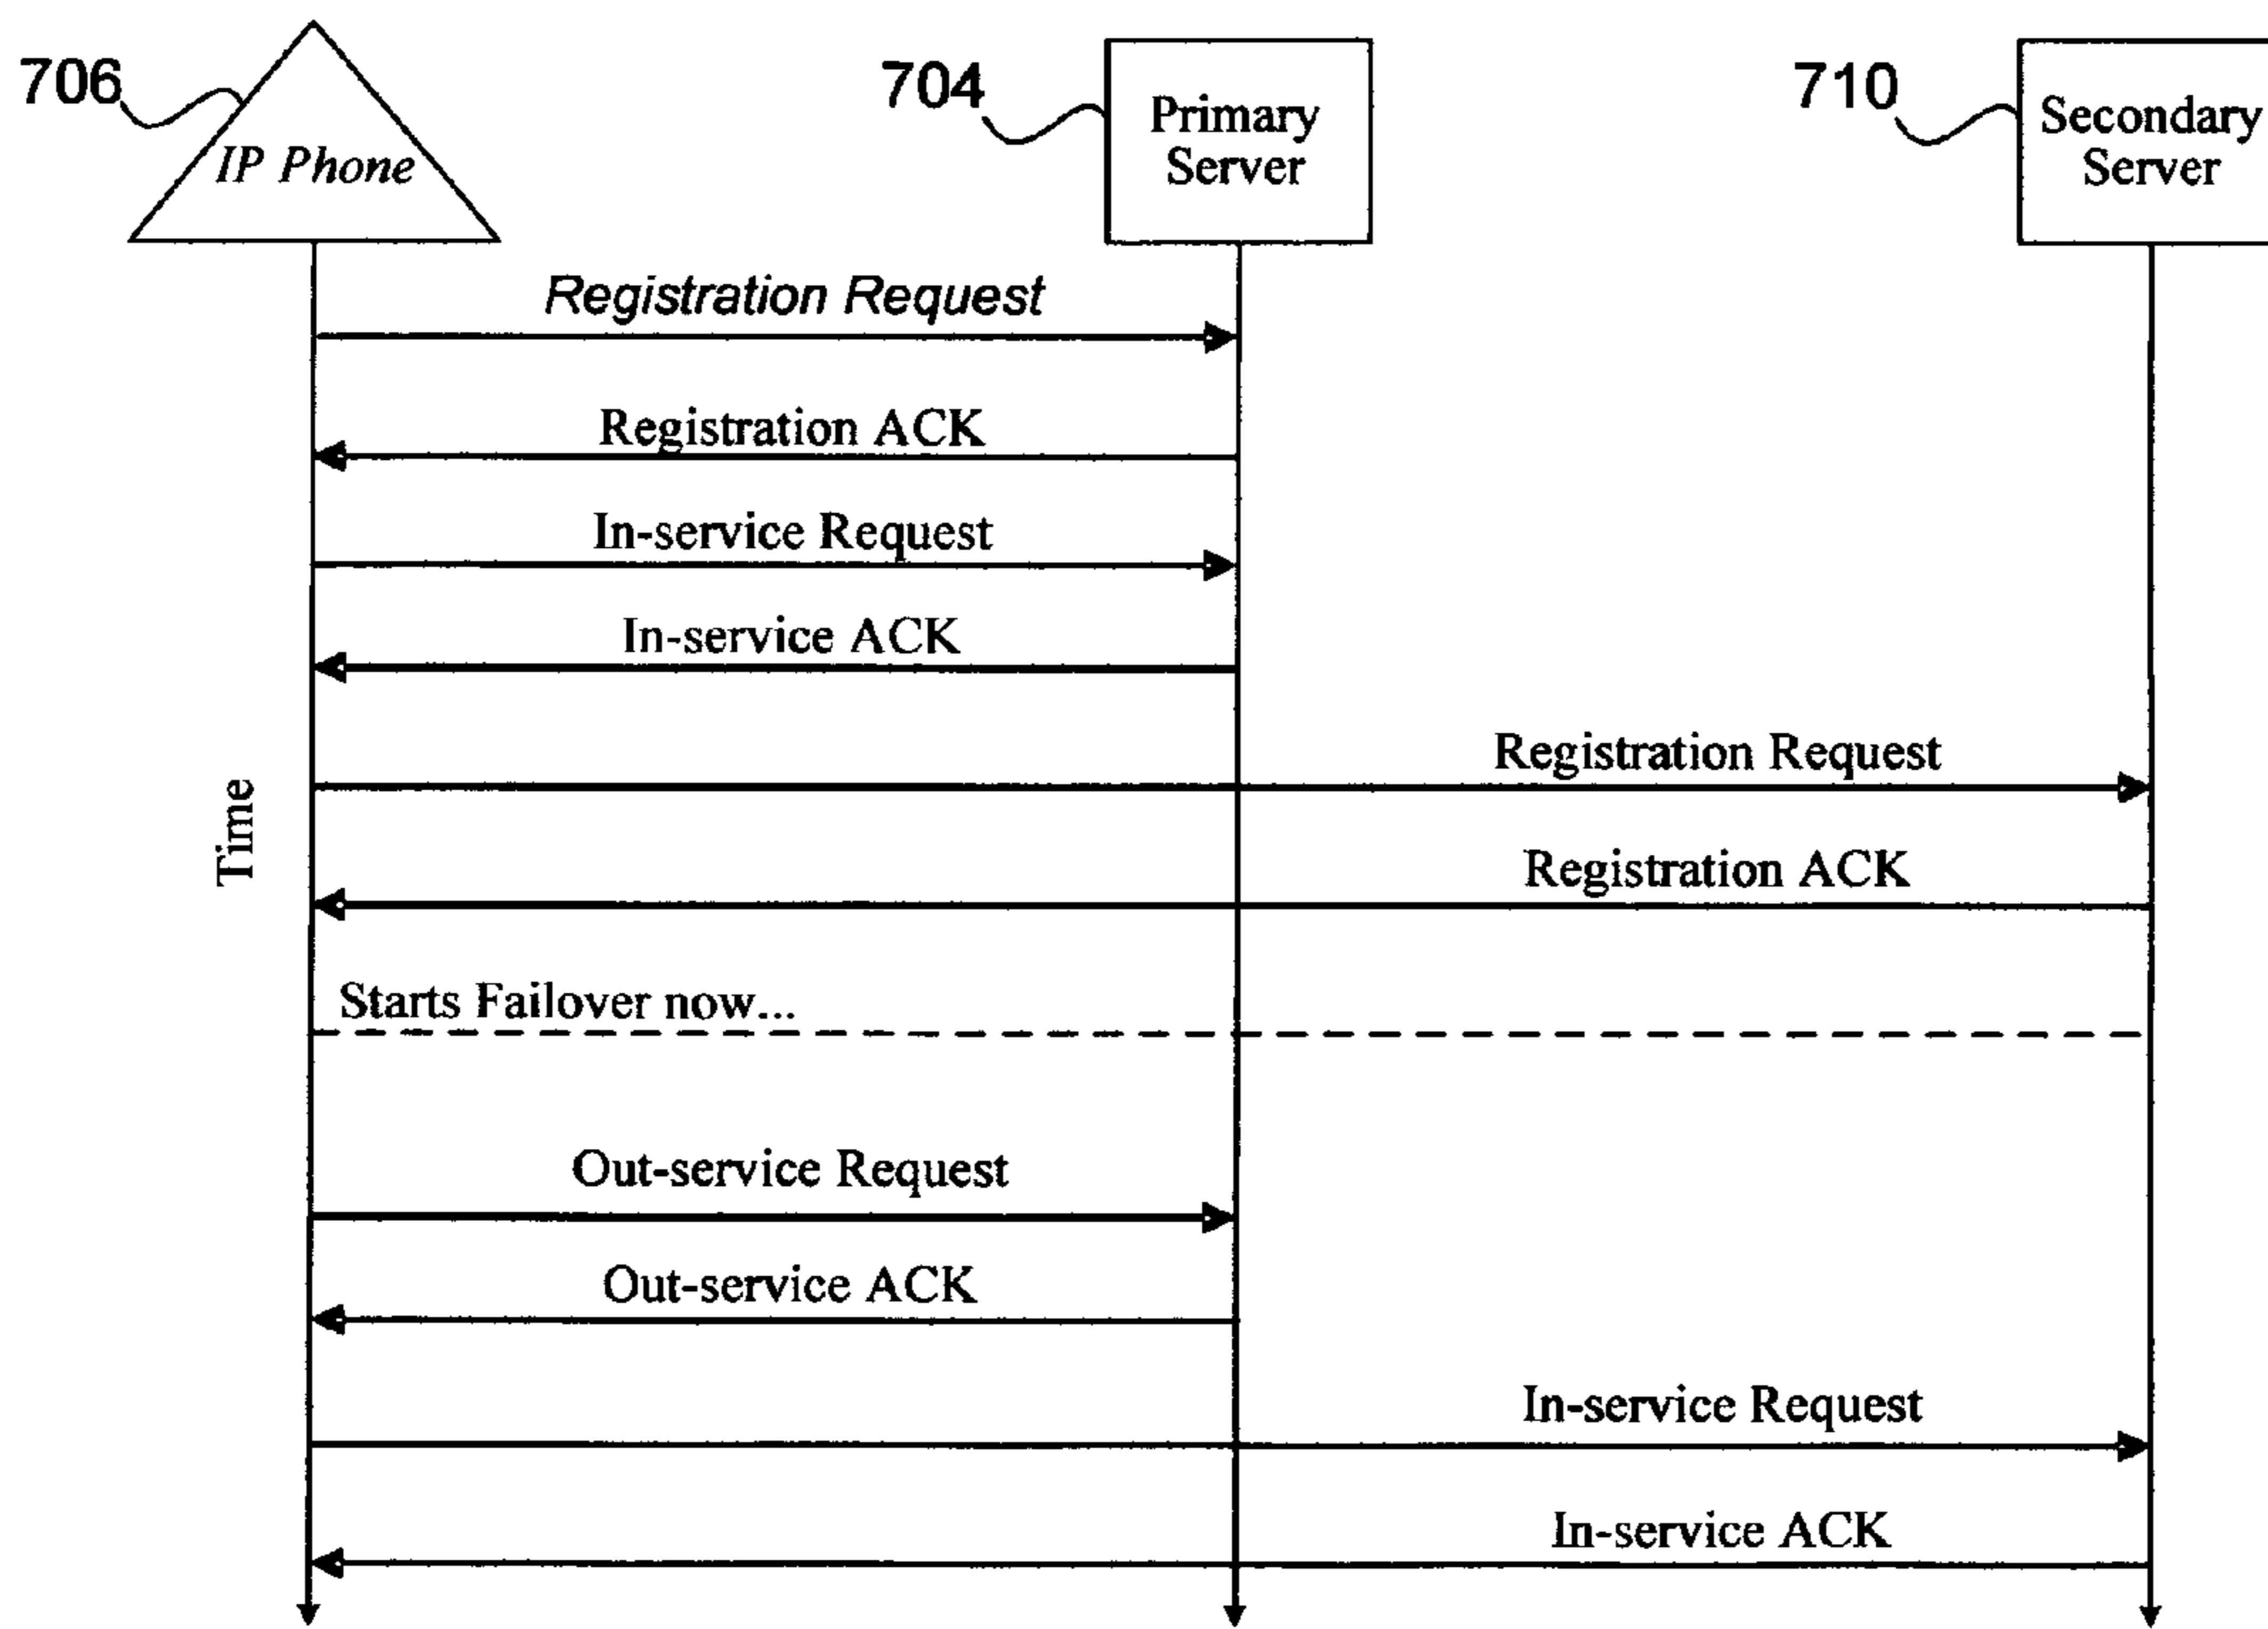 706
IP Phone
704
Primary
Server
710
Secondary
Server
Registration Request
Registration ACK
In-service Request
In-service ACK
Registration Request
Time
Registration ACK
Starts Failover now...
Out-service Request
Out-service ACK
In-service Request
In-service ACK